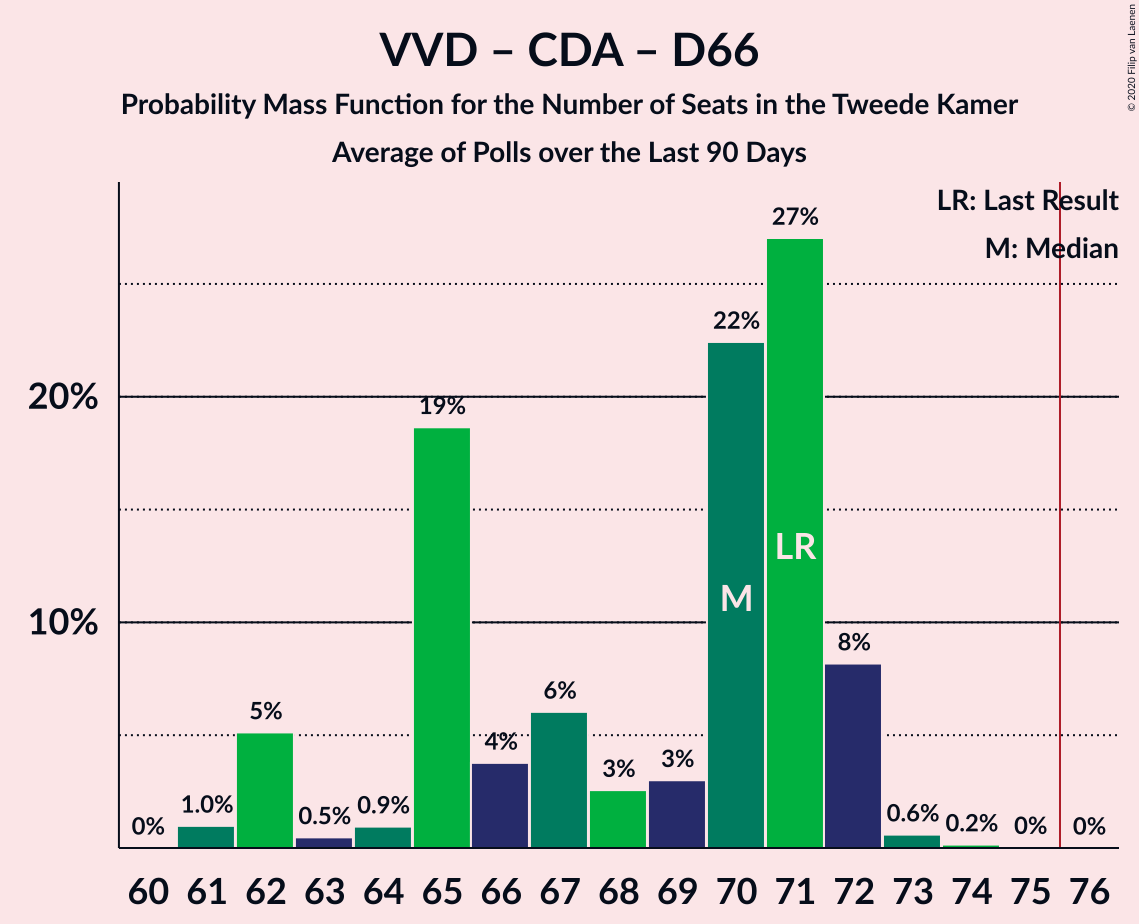 VVD – CDA – D66
Probability Mass Function for the Number of Seats in the Tweede Kamer
Average of Polls over the Last 90 Days
© 2020 Filip van Laenen
LR: Last Result
M: Median
20%
10%
0%
1.0%
5%
0.5%
0.9%
19%
4%
6%
3%
3%
22%
27%
8%
0.6%
0.2%
0%
0%
M
LR
60 61 62 63 64 65 66 67 68 69 70 71 72 73 74 75 76